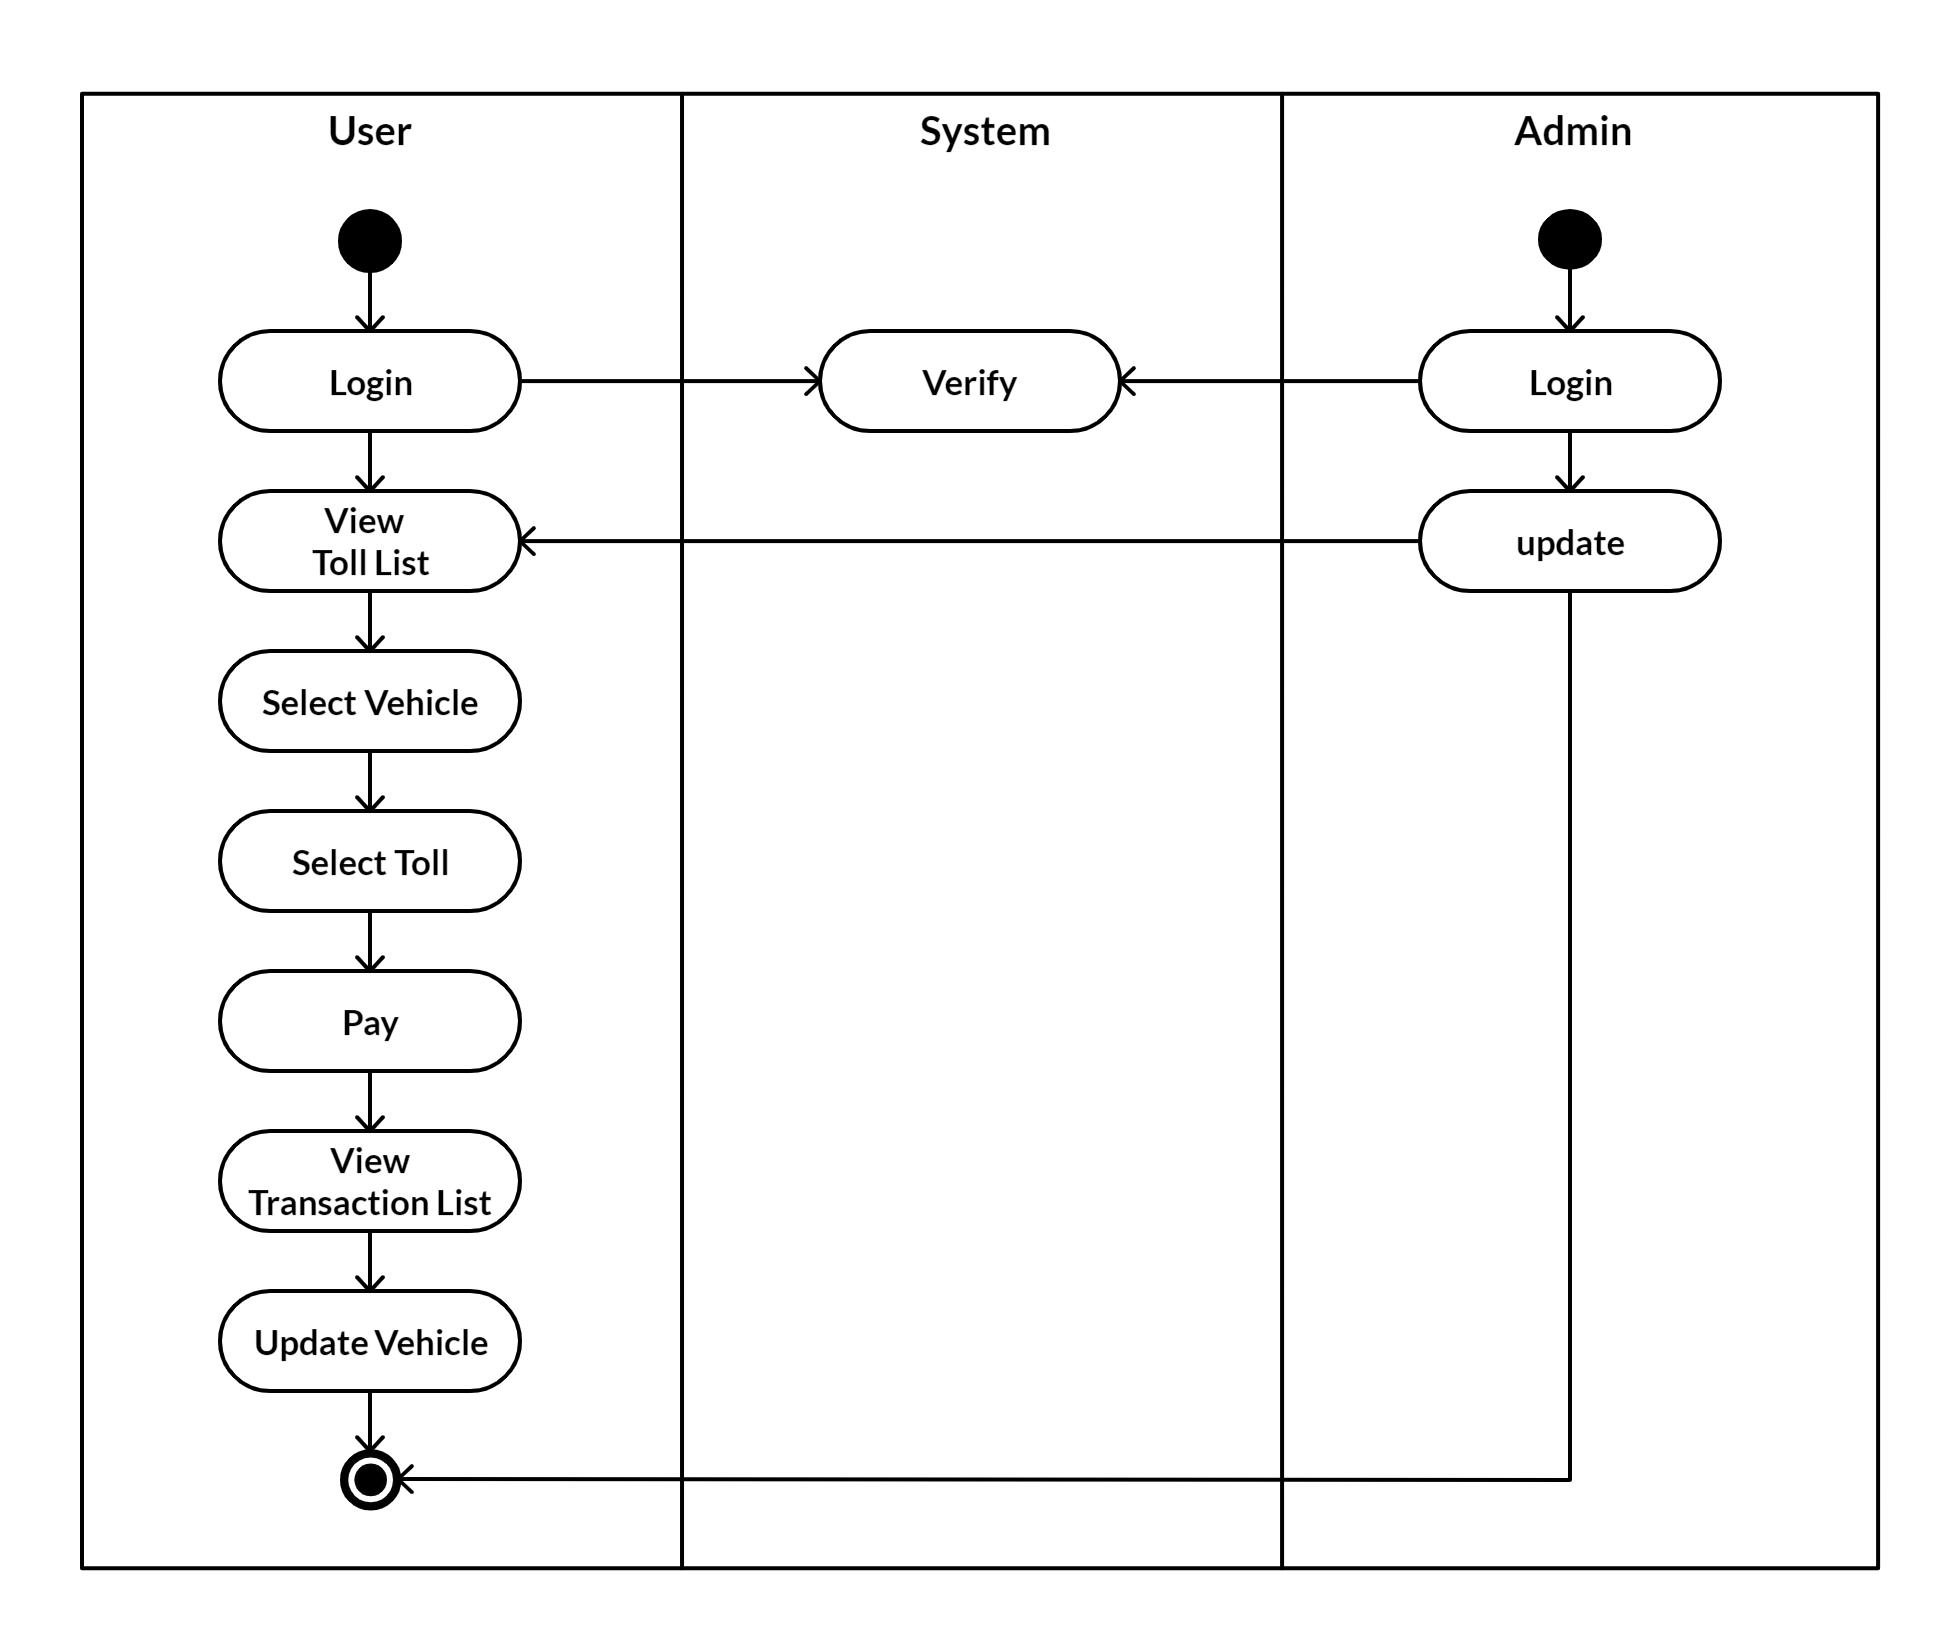 User
System
Admin
Login
Verify
Login
View
Toll List
update
Select Vehicle
Select Toll
Pay
View
Transaction List
Update Vehicle